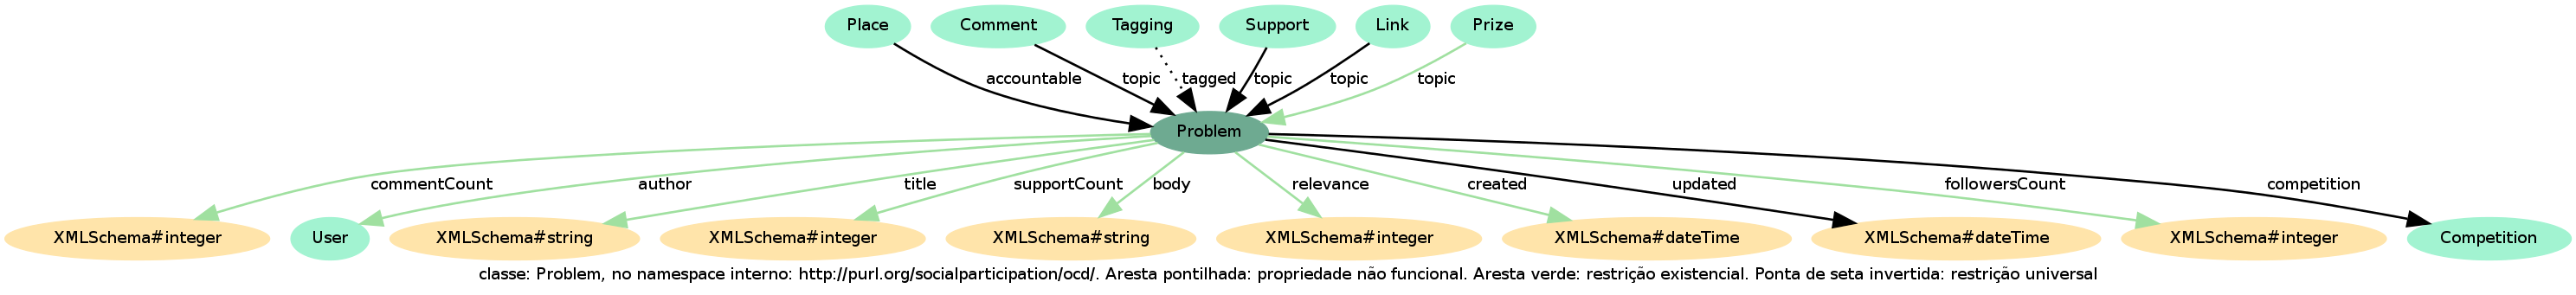 Place Comment Tagging Support Link Prize
accountable topic tagged topic topic topic
Problem
commentCount author title supportCount body relevance created updated followersCount competition
XMLSchema#integer User XMLSchema#string XMLSchema#integer XMLSchema#string XMLSchema#integer XMLSchema#dateTime XMLSchema#dateTime XMLSchema#integer Competition
classe: Problem, no namespace interno: http://purl.org/socialparticipation/ocd/. Aresta pontilhada: propriedade não funcional. Aresta verde: restrição existencial. Ponta de seta invertida: restrição universal